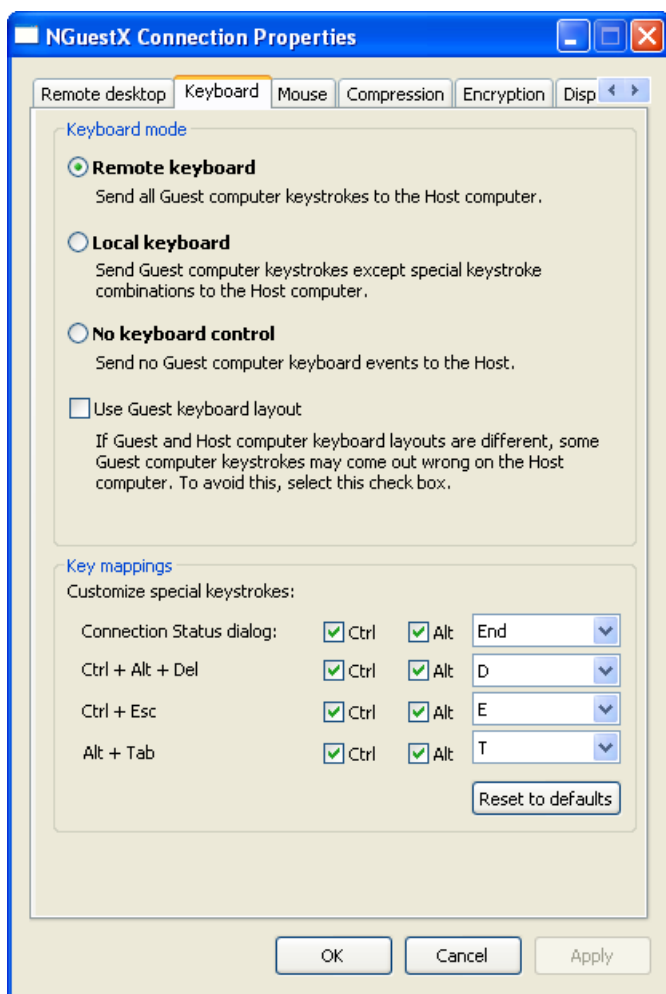 NGuestX Connection Properties
Remote desktop Keyboard Mouse Compression Encryption Disp
Keyboard mode
Remote keyboard
Send all Guest computer keystrokes to the Host computer.
Local keyboard
Send Guest computer keystrokes except special keystroke
combinations to the Host computer.
No keyboard control
Send no Guest computer keyboard events to the Host.
Use Guest keyboard layout
If Guest and Host computer keyboard layouts are different, some
Guest computer keystrokes may come out wrong on the Host
computer. To avoid this, select this check box.
Key mappings
Customize special keystrokes:
Connection Status dialog: Ctrl Alt End
Ctrl + Alt + Del Ctrl Alt D
Ctrl + Esc Ctrl Alt E
Alt + Tab Ctrl Alt T
Reset to defaults
OK Cancel Apply